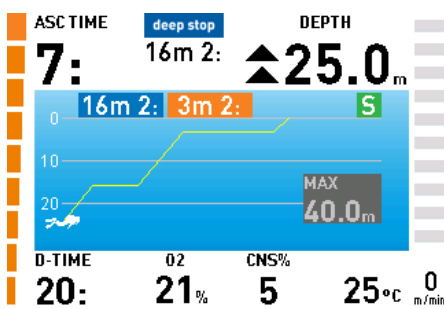 ASC TIME deep stop DEPTH
7: 16m 2: 25.0m
16m 2: 3m 2: S
0
10
MAX
20 40.0m
D-TIME O2 CNS%
20: 21% 5 25°C 0 m/min